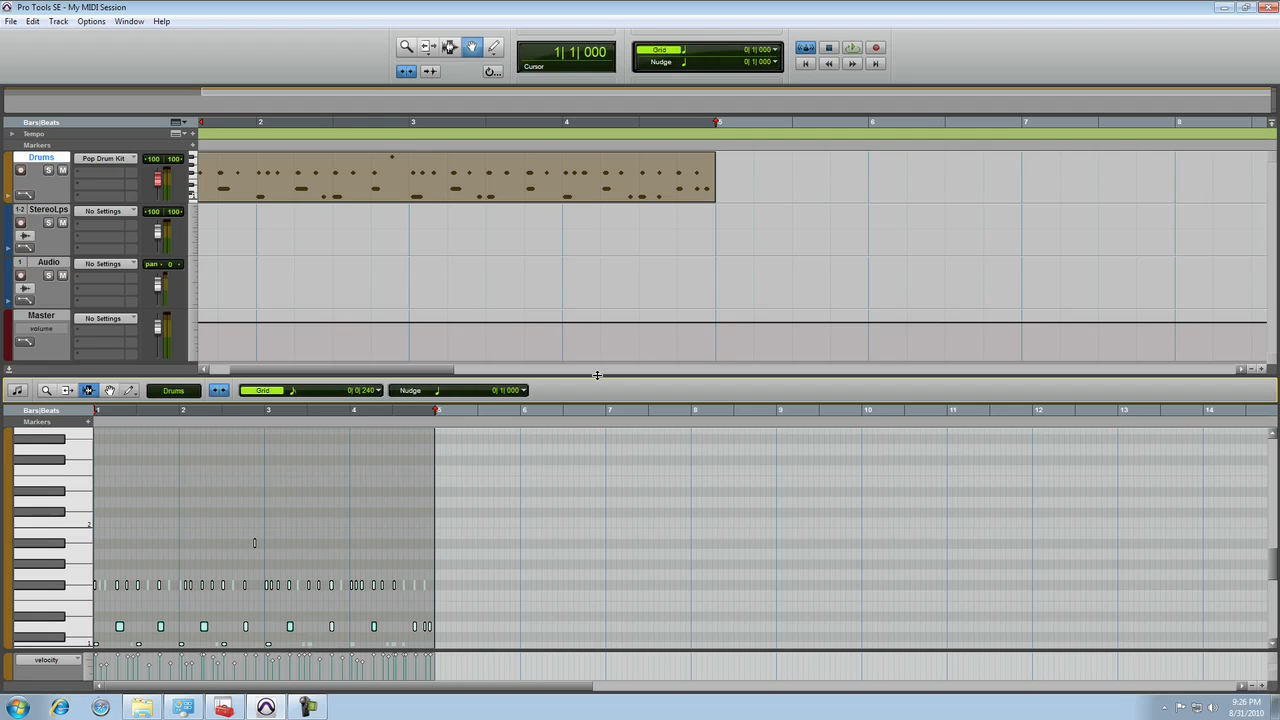 Pro Tools SE - My MIDI Session
File Edit Track Options Window Help
1| 1| 000
Cursor
Grid 0| 1| 000
Nudge 0| 1| 000
Bars|Beats 2 3 4 5 6 7 8
Tempo
Markers
Drums Pop Drum Kit 100 100
S M
1-2 StereoLps No Settings 100 100
S M
1 Audio No Settings pan 0
S M
Master No Settings
volume
Drums Grid 0| 0| 240 Nudge 0| 1| 000
Bars|Beats 1 2 3 4 5 6 7 8 9 10 11 12 13 14
Markers
2
1
velocity
9:26 PM
8/31/2010